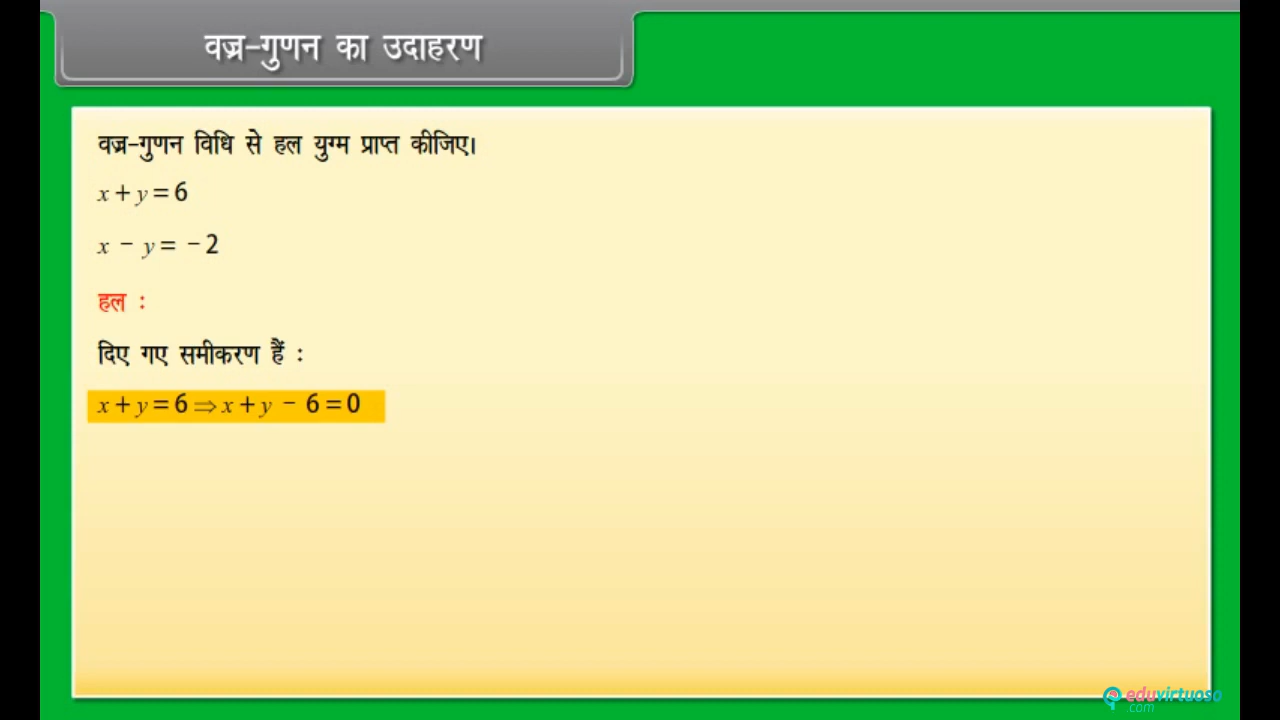 वज्र-गुणन का उदाहरण
वज्र-गुणन विधि से हल युग्म प्राप्त कीजिए।
x + y = 6
x − y = −2
हल :
दिए गए समीकरण हैं :
x + y = 6 ⇒ x + y − 6 = 0
eduvirtuoso
.com